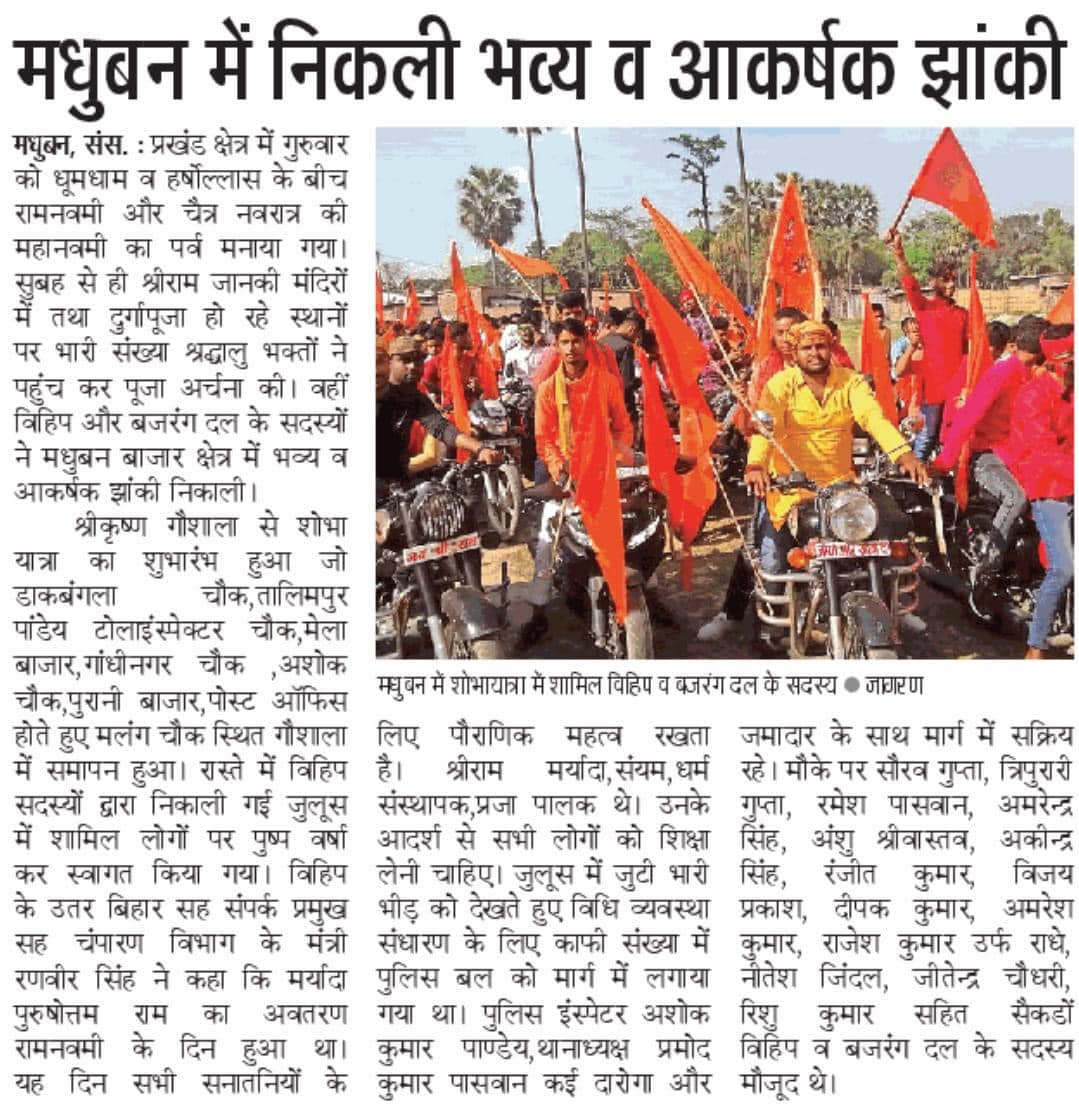 मधुबन में निकली भव्य व आकर्षक झांकी
मधुबन, संस. : प्रखंड क्षेत्र में गुरुवार
को धूमधाम व हर्षोल्लास के बीच
रामनवमी और चैत्र नवरात्र की
महानवमी का पर्व मनाया गया।
सुबह से ही श्रीराम जानकी मंदिरों
में तथा दुर्गापूजा हो रहे स्थानों
पर भारी संख्या श्रद्धालु भक्तों ने
पहुंच कर पूजा अर्चना की। वहीं
विहिप और बजरंग दल के सदस्यों
ने मधुबन बाजार क्षेत्र में भव्य व
आकर्षक झांकी निकाली।
श्रीकृष्ण गौशाला से शोभा
यात्रा का शुभारंभ हुआ जो
डाकबंगला चौक,तालिमपुर
पांडेय टोलाइंस्पेक्टर चौक,मेला
बाजार,गांधीनगर चौक ,अशोक
चौक,पुरानी बाजार,पोस्ट ऑफिस
होते हुए मलंग चौक स्थित गौशाला
में समापन हुआ। रास्ते में विहिप
सदस्यों द्वारा निकाली गई जुलूस
में शामिल लोगों पर पुष्प वर्षा
कर स्वागत किया गया। विहिप
के उतर बिहार सह संपर्क प्रमुख
सह चंपारण विभाग के मंत्री
रणवीर सिंह ने कहा कि मर्यादा
पुरुषोत्तम राम का अवतरण
रामनवमी के दिन हुआ था।
यह दिन सभी सनातनियों के
जय श्री राम
मधुबन में शोभायात्रा में शामिल विहिप व बजरंग दल के सदस्य ● जागरण
लिए पौराणिक महत्व रखता
है। श्रीराम मर्यादा,संयम,धर्म
संस्थापक,प्रजा पालक थे। उनके
आदर्श से सभी लोगों को शिक्षा
लेनी चाहिए। जुलूस में जुटी भारी
भीड़ को देखते हुए विधि व्यवस्था
संधारण के लिए काफी संख्या में
पुलिस बल को मार्ग में लगाया
गया था। पुलिस इंस्पेटर अशोक
कुमार पाण्डेय,थानाध्यक्ष प्रमोद
कुमार पासवान कई दारोगा और
जमादार के साथ मार्ग में सक्रिय
रहे। मौके पर सौरव गुप्ता, त्रिपुरारी
गुप्ता, रमेश पासवान, अमरेन्द्र
सिंह, अंशु श्रीवास्तव, अकीन्द्र
सिंह, रंजीत कुमार, विजय
प्रकाश, दीपक कुमार, अमरेश
कुमार, राजेश कुमार उर्फ राधे,
नीतेश जिंदल, जीतेन्द्र चौधरी,
रिशु कुमार सहित सैकडों
विहिप व बजरंग दल के सदस्य
मौजूद थे।